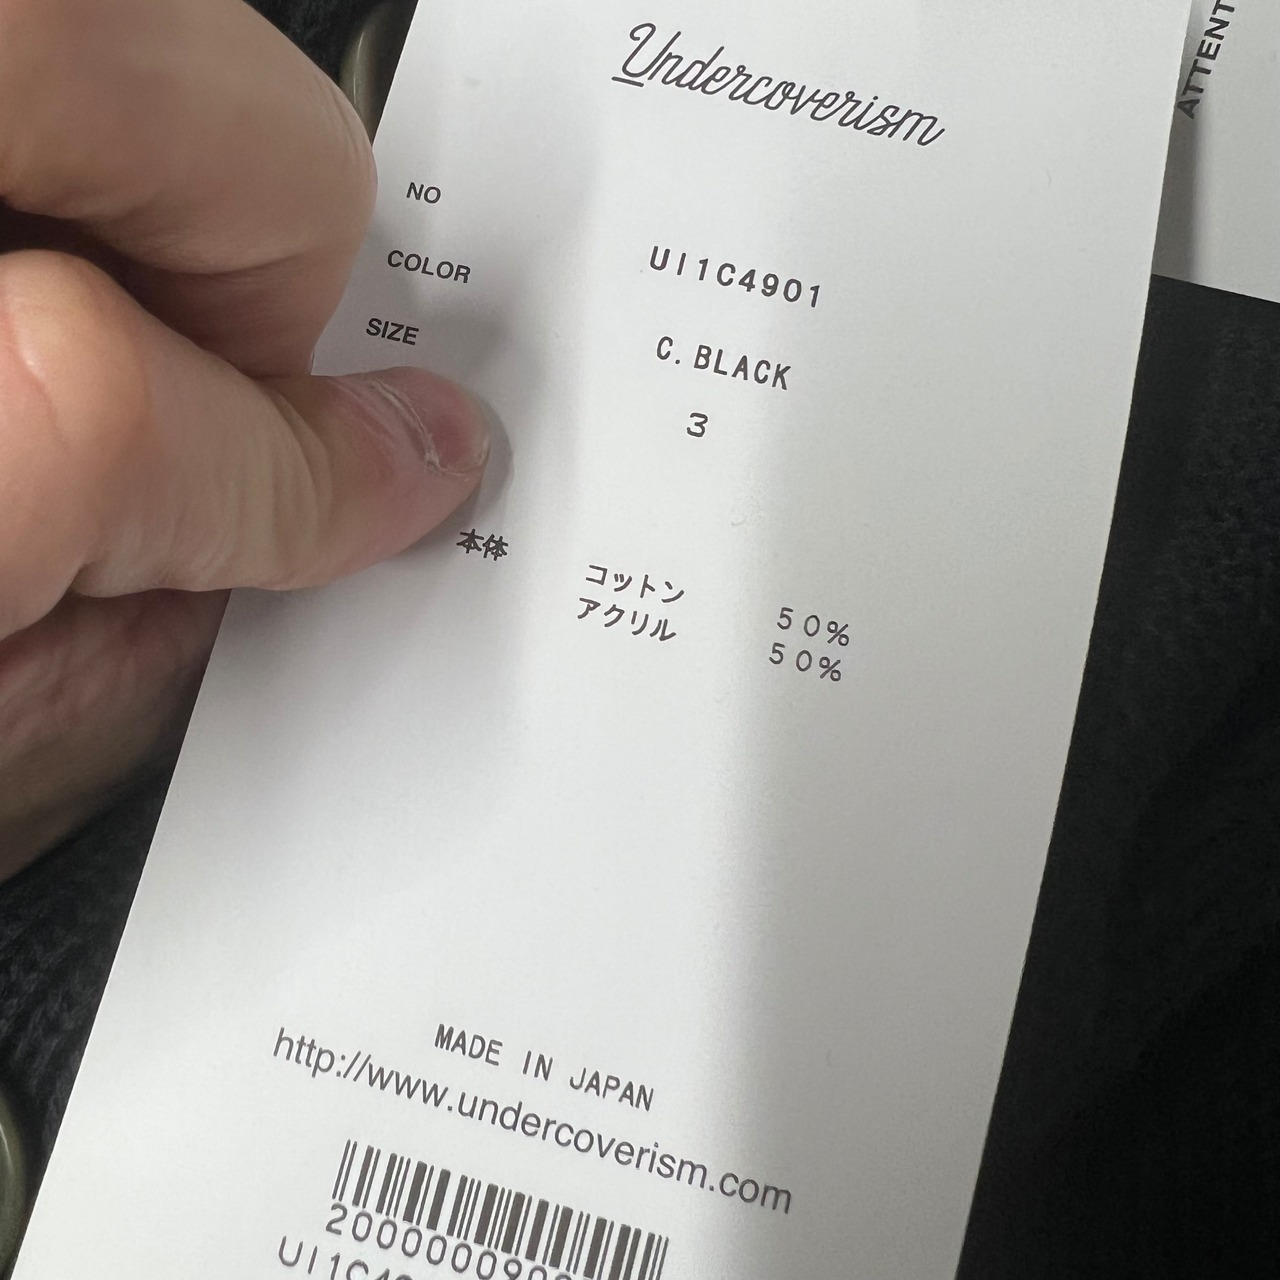 Undercoverism
NO UI1C4901
COLOR C. BLACK
SIZE 3
本体 コットン 50%
アクリル 50%
MADE IN JAPAN
http://www.undercoverism.com